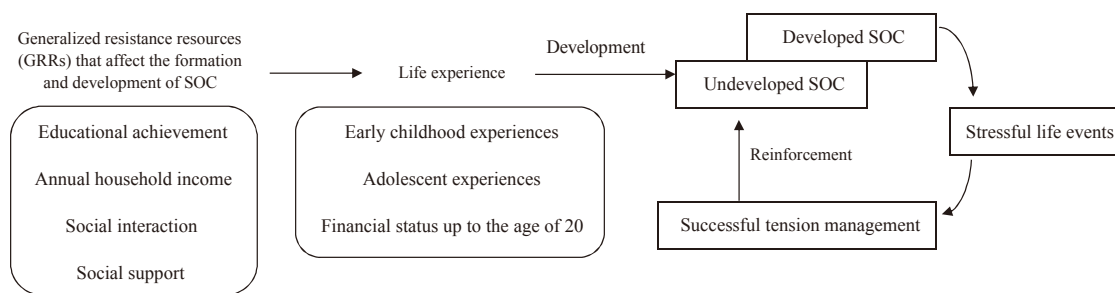 Generalized resistance resources
(GRRs) that affect the formation
and development of SOC
Life experience
Development
Developed SOC
Undeveloped SOC
Stressful life events
Reinforcement
Successful tension management
Educational achievement
Annual household income
Social interaction
Social support
Early childhood experiences
Adolescent experiences
Financial status up to the age of 20